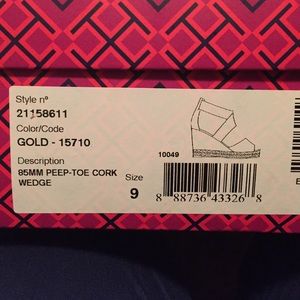 Style nº
21158611
Color/Code
GOLD - 15710
Description
85MM PEEP-TOE CORK
WEDGE
Size
9
10049
8 88736 43326 8